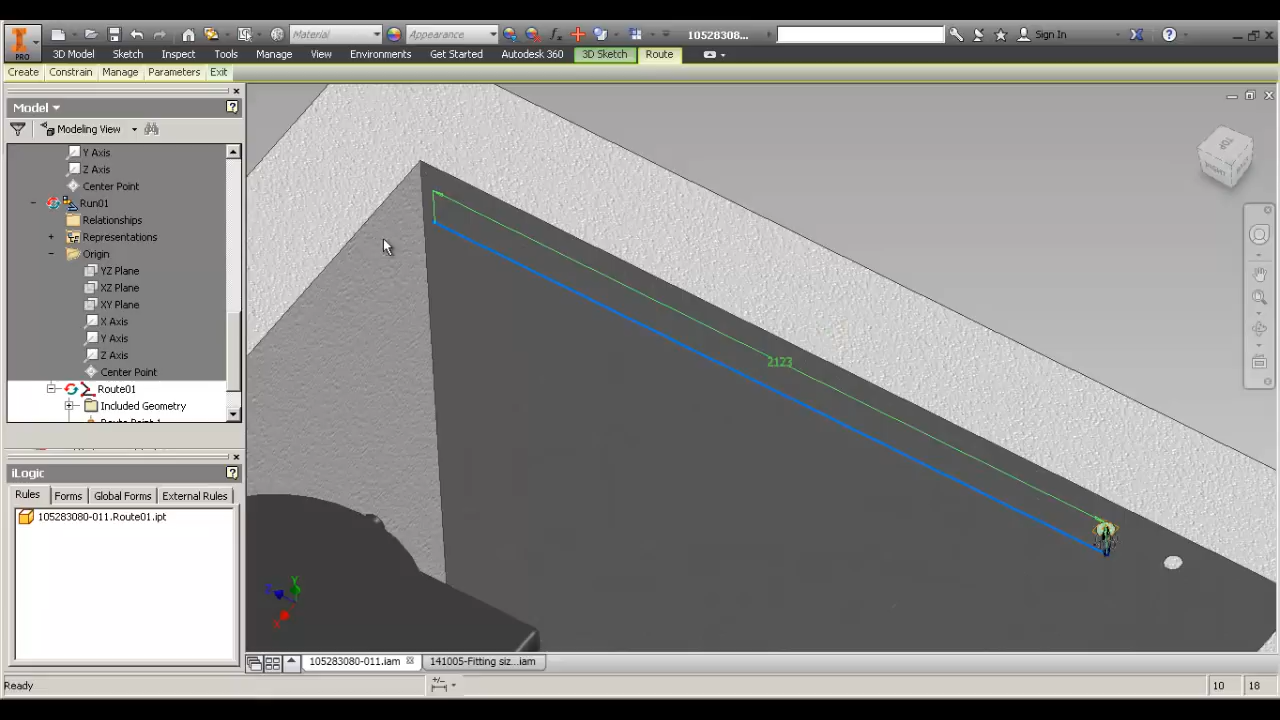 Material
Appearance
10528308...
Sign In
PRO
3D Model
Sketch
Inspect
Tools
Manage
View
Environments
Get Started
Autodesk 360
3D Sketch
Route
Create
Constrain
Manage
Parameters
Exit
Model
Modeling View
Y Axis
Z Axis
Center Point
Run01
Relationships
Representations
Origin
YZ Plane
XZ Plane
XY Plane
X Axis
Y Axis
Z Axis
Center Point
Route01
Included Geometry
iLogic
Rules
Forms
Global Forms
External Rules
105283080-011.Route01.ipt
2123
TOP
Y
X
105283080-011.iam
141005-Fitting siz...iam
Ready
10
18